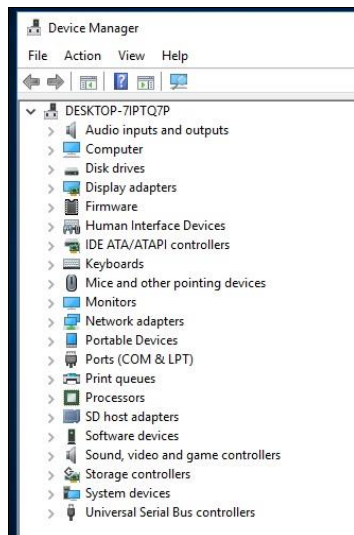 Device Manager
File Action View Help
DESKTOP-7IPTQ7P
Audio inputs and outputs
Computer
Disk drives
Display adapters
Firmware
Human Interface Devices
IDE ATA/ATAPI controllers
Keyboards
Mice and other pointing devices
Monitors
Network adapters
Portable Devices
Ports (COM & LPT)
Print queues
Processors
SD host adapters
Software devices
Sound, video and game controllers
Storage controllers
System devices
Universal Serial Bus controllers